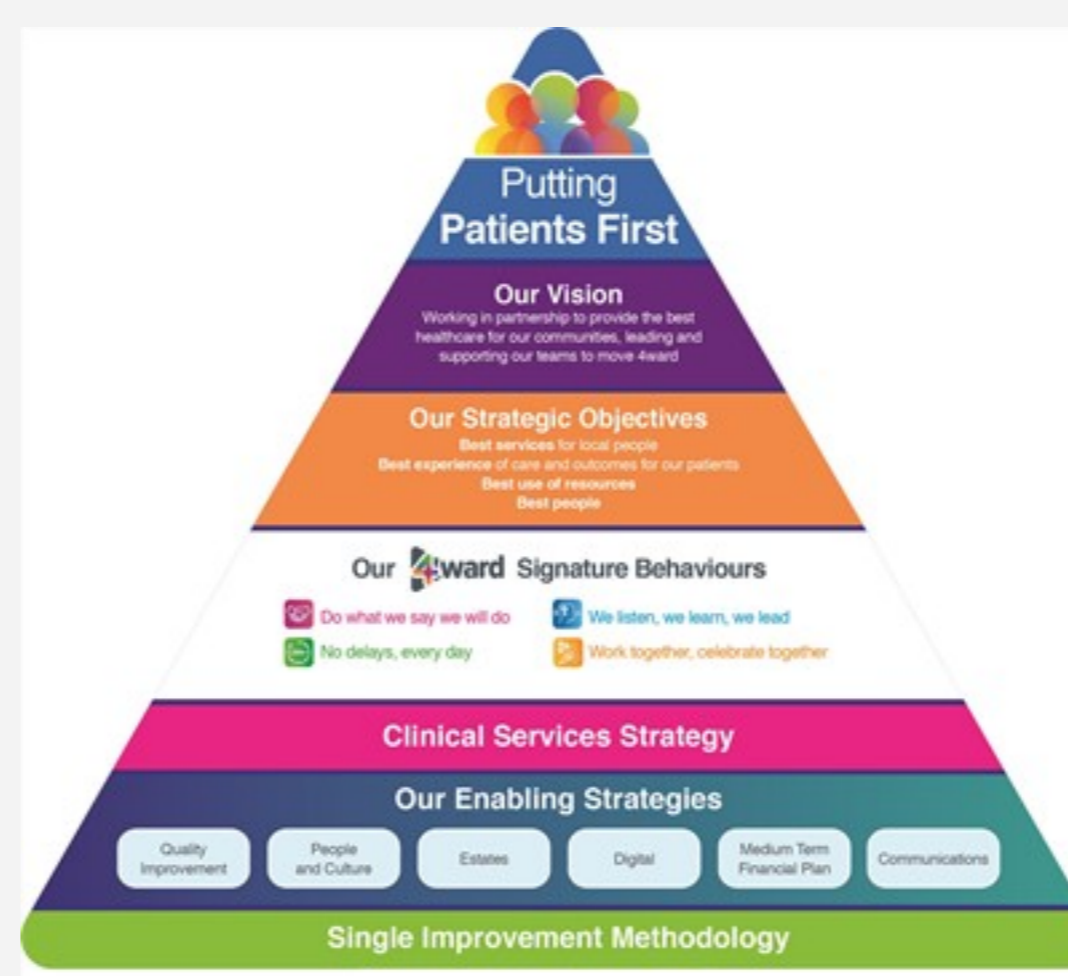 Putting
Patients First
Our Vision
Working in partnership to provide the best
healthcare for our communities, leading and
supporting our teams to move 4ward
Our Strategic Objectives
Best services for local people
Best experience of care and outcomes for our patients
Best use of resources
Best people
Our 4ward Signature Behaviours
Do what we say we will do
We listen, we learn, we lead
No delays, every day
Work together, celebrate together
Clinical Services Strategy
Our Enabling Strategies
Quality
Improvement
People
and Culture
Estates
Digital
Medium Term
Financial Plan
Communications
Single Improvement Methodology